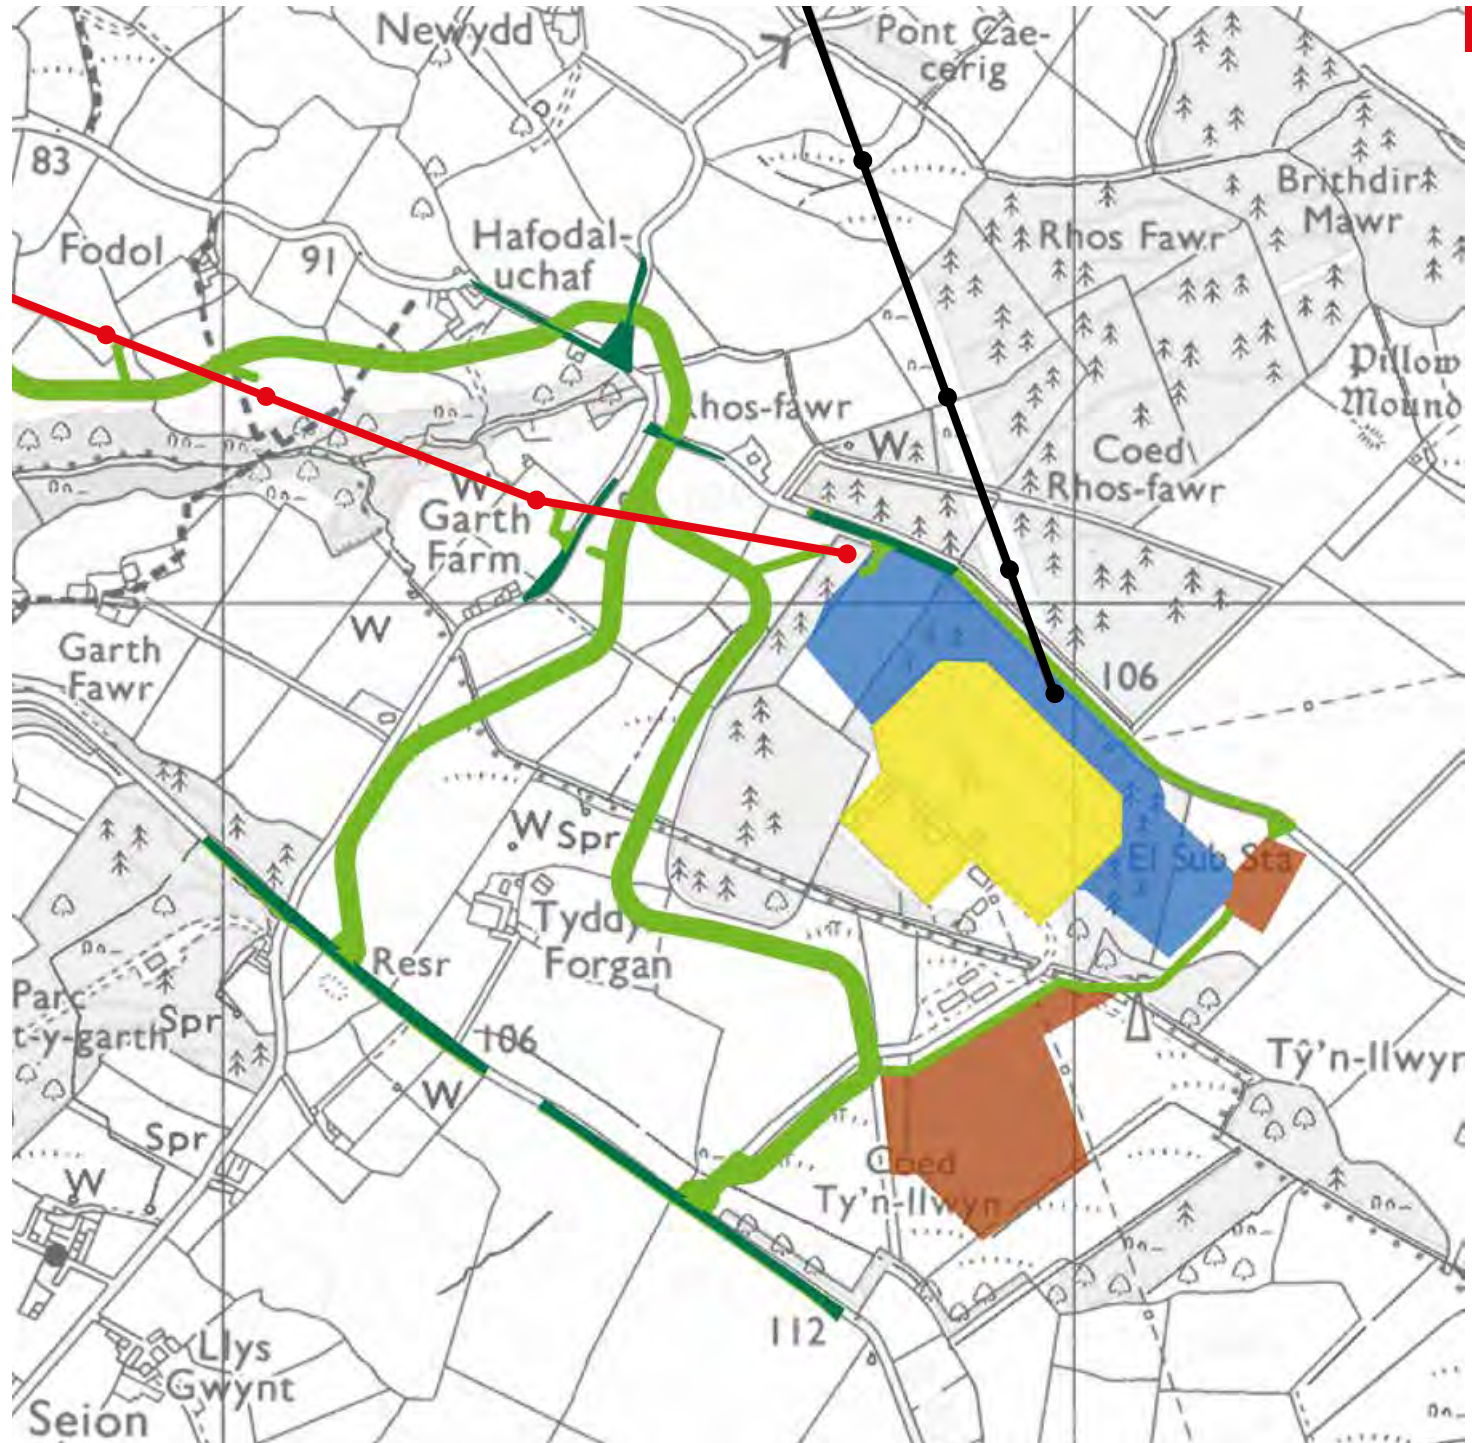 Newydd
Pont Cae-
cerig
83
Fodol
91
Hafodal-
uchaf
Rhos Fawr
Brithdir
Mawr
Pillow
Mound
hos-fawr
W
Coed
Rhos-fawr
W
Garth
Farm
W
Garth
Fawr
106
W Spr
El Sub Sta
Tydd
Forgan
Resr
Parc
t-y-garth
Spr
106
W
Tŷ'n-llwyn
Spr
W
Coed
Ty'n-llwyn
112
Llys
Gwynt
Seion